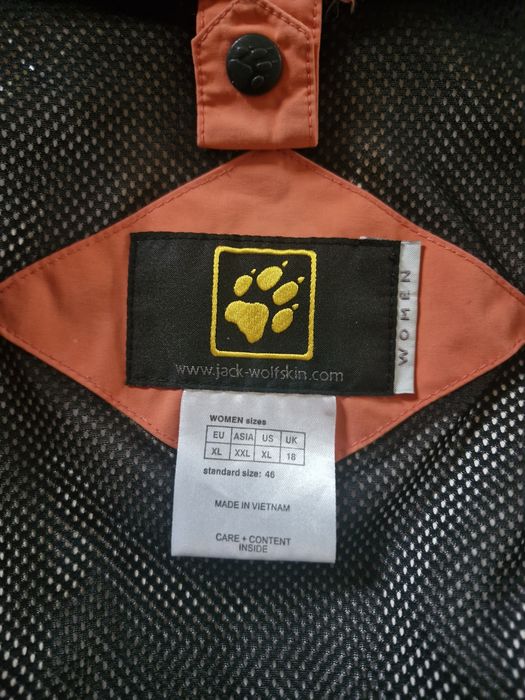 WOMEN
www.jack-wolfskin.com
WOMEN sizes
EU ASIA US UK
XL XXL XL 18
standard size: 46
MADE IN VIETNAM
CARE + CONTENT
INSIDE